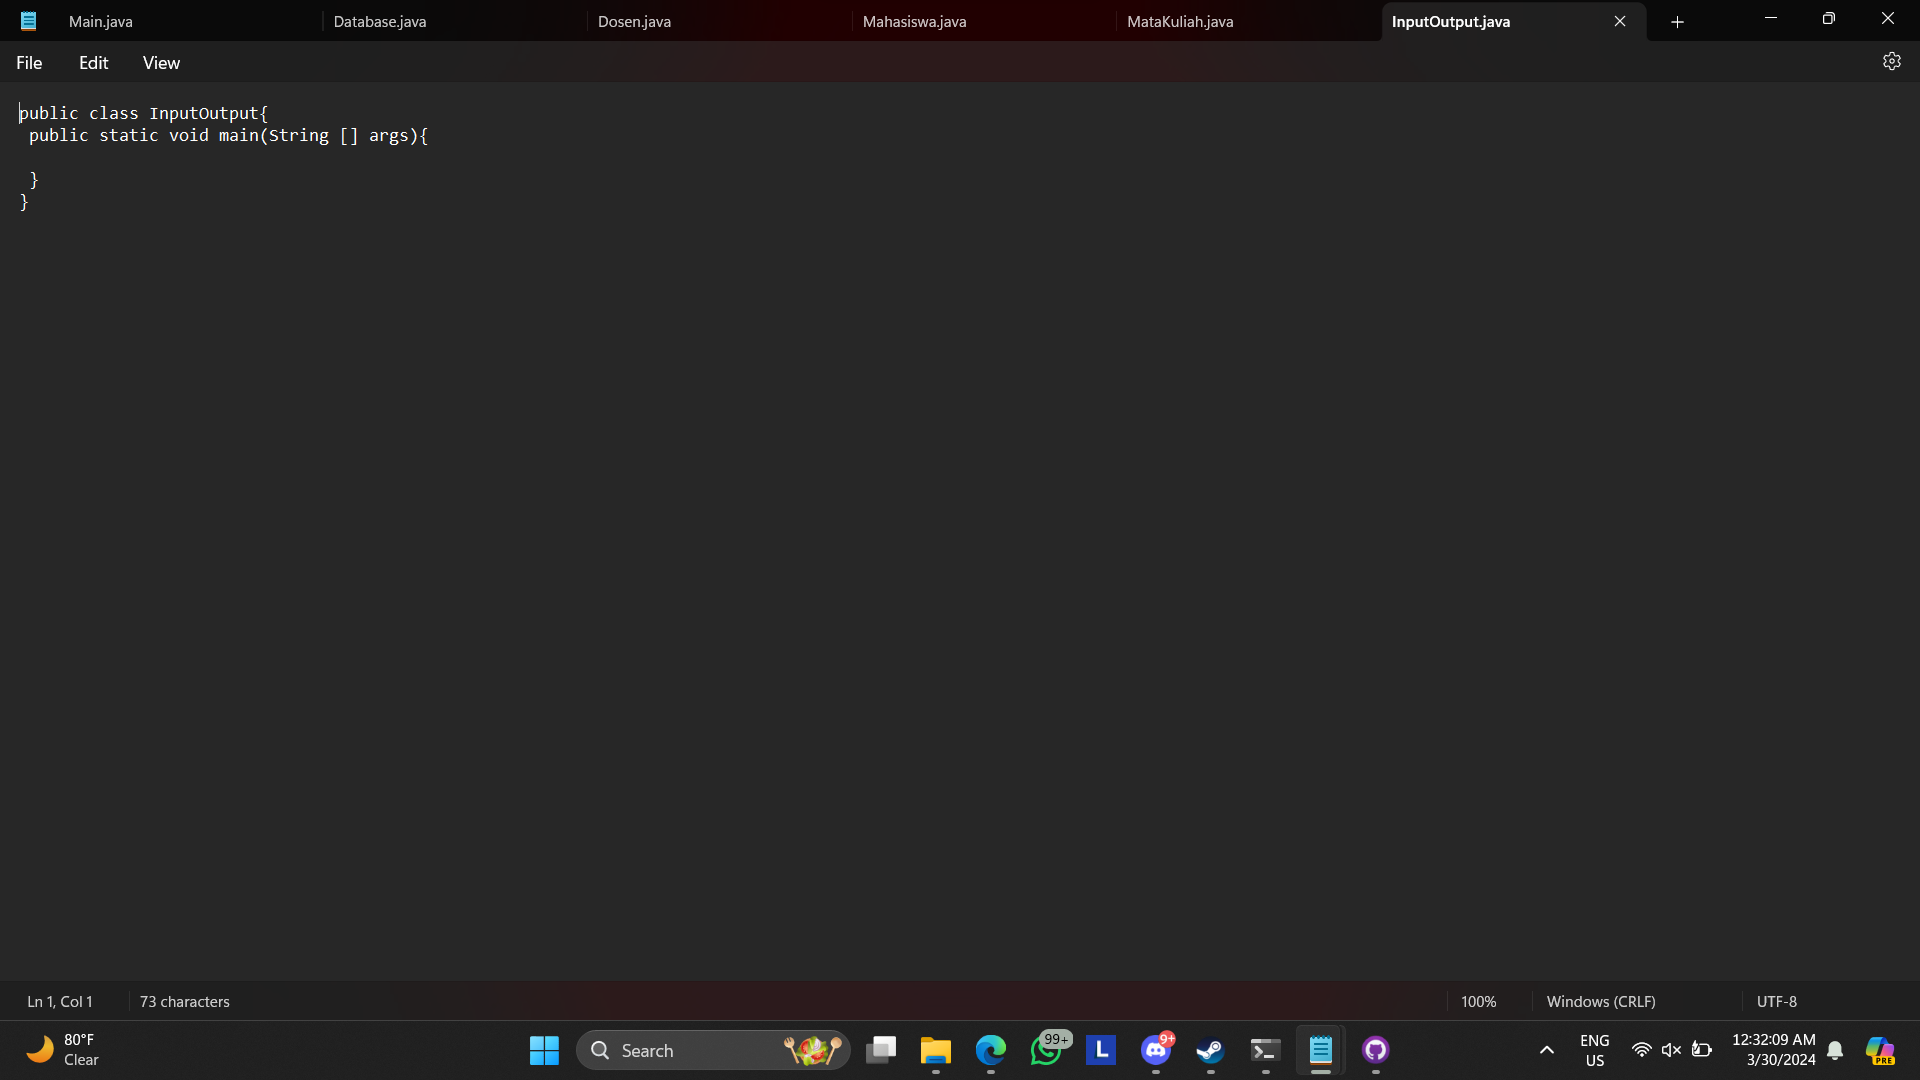 Main.java
Database.java
Dosen.java
Mahasiswa.java
MataKuliah.java
InputOutput.java
File
Edit
View
public class InputOutput{
public static void main(String [] args){
}
}
Ln 1, Col 1
73 characters
100%
Windows (CRLF)
UTF-8
80°F
Clear
Search
99+
L
9+
ENG
US
12:32:09 AM
3/30/2024
PRE